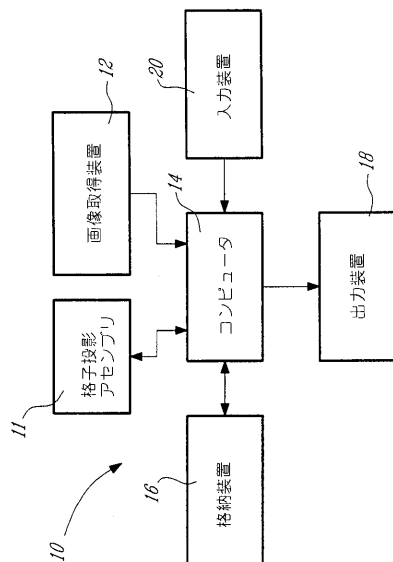 10
11
格子投影
アセンブリ
12
画像取得装置
16
格納装置
14
コンピュータ
20
入力装置
18
出力装置